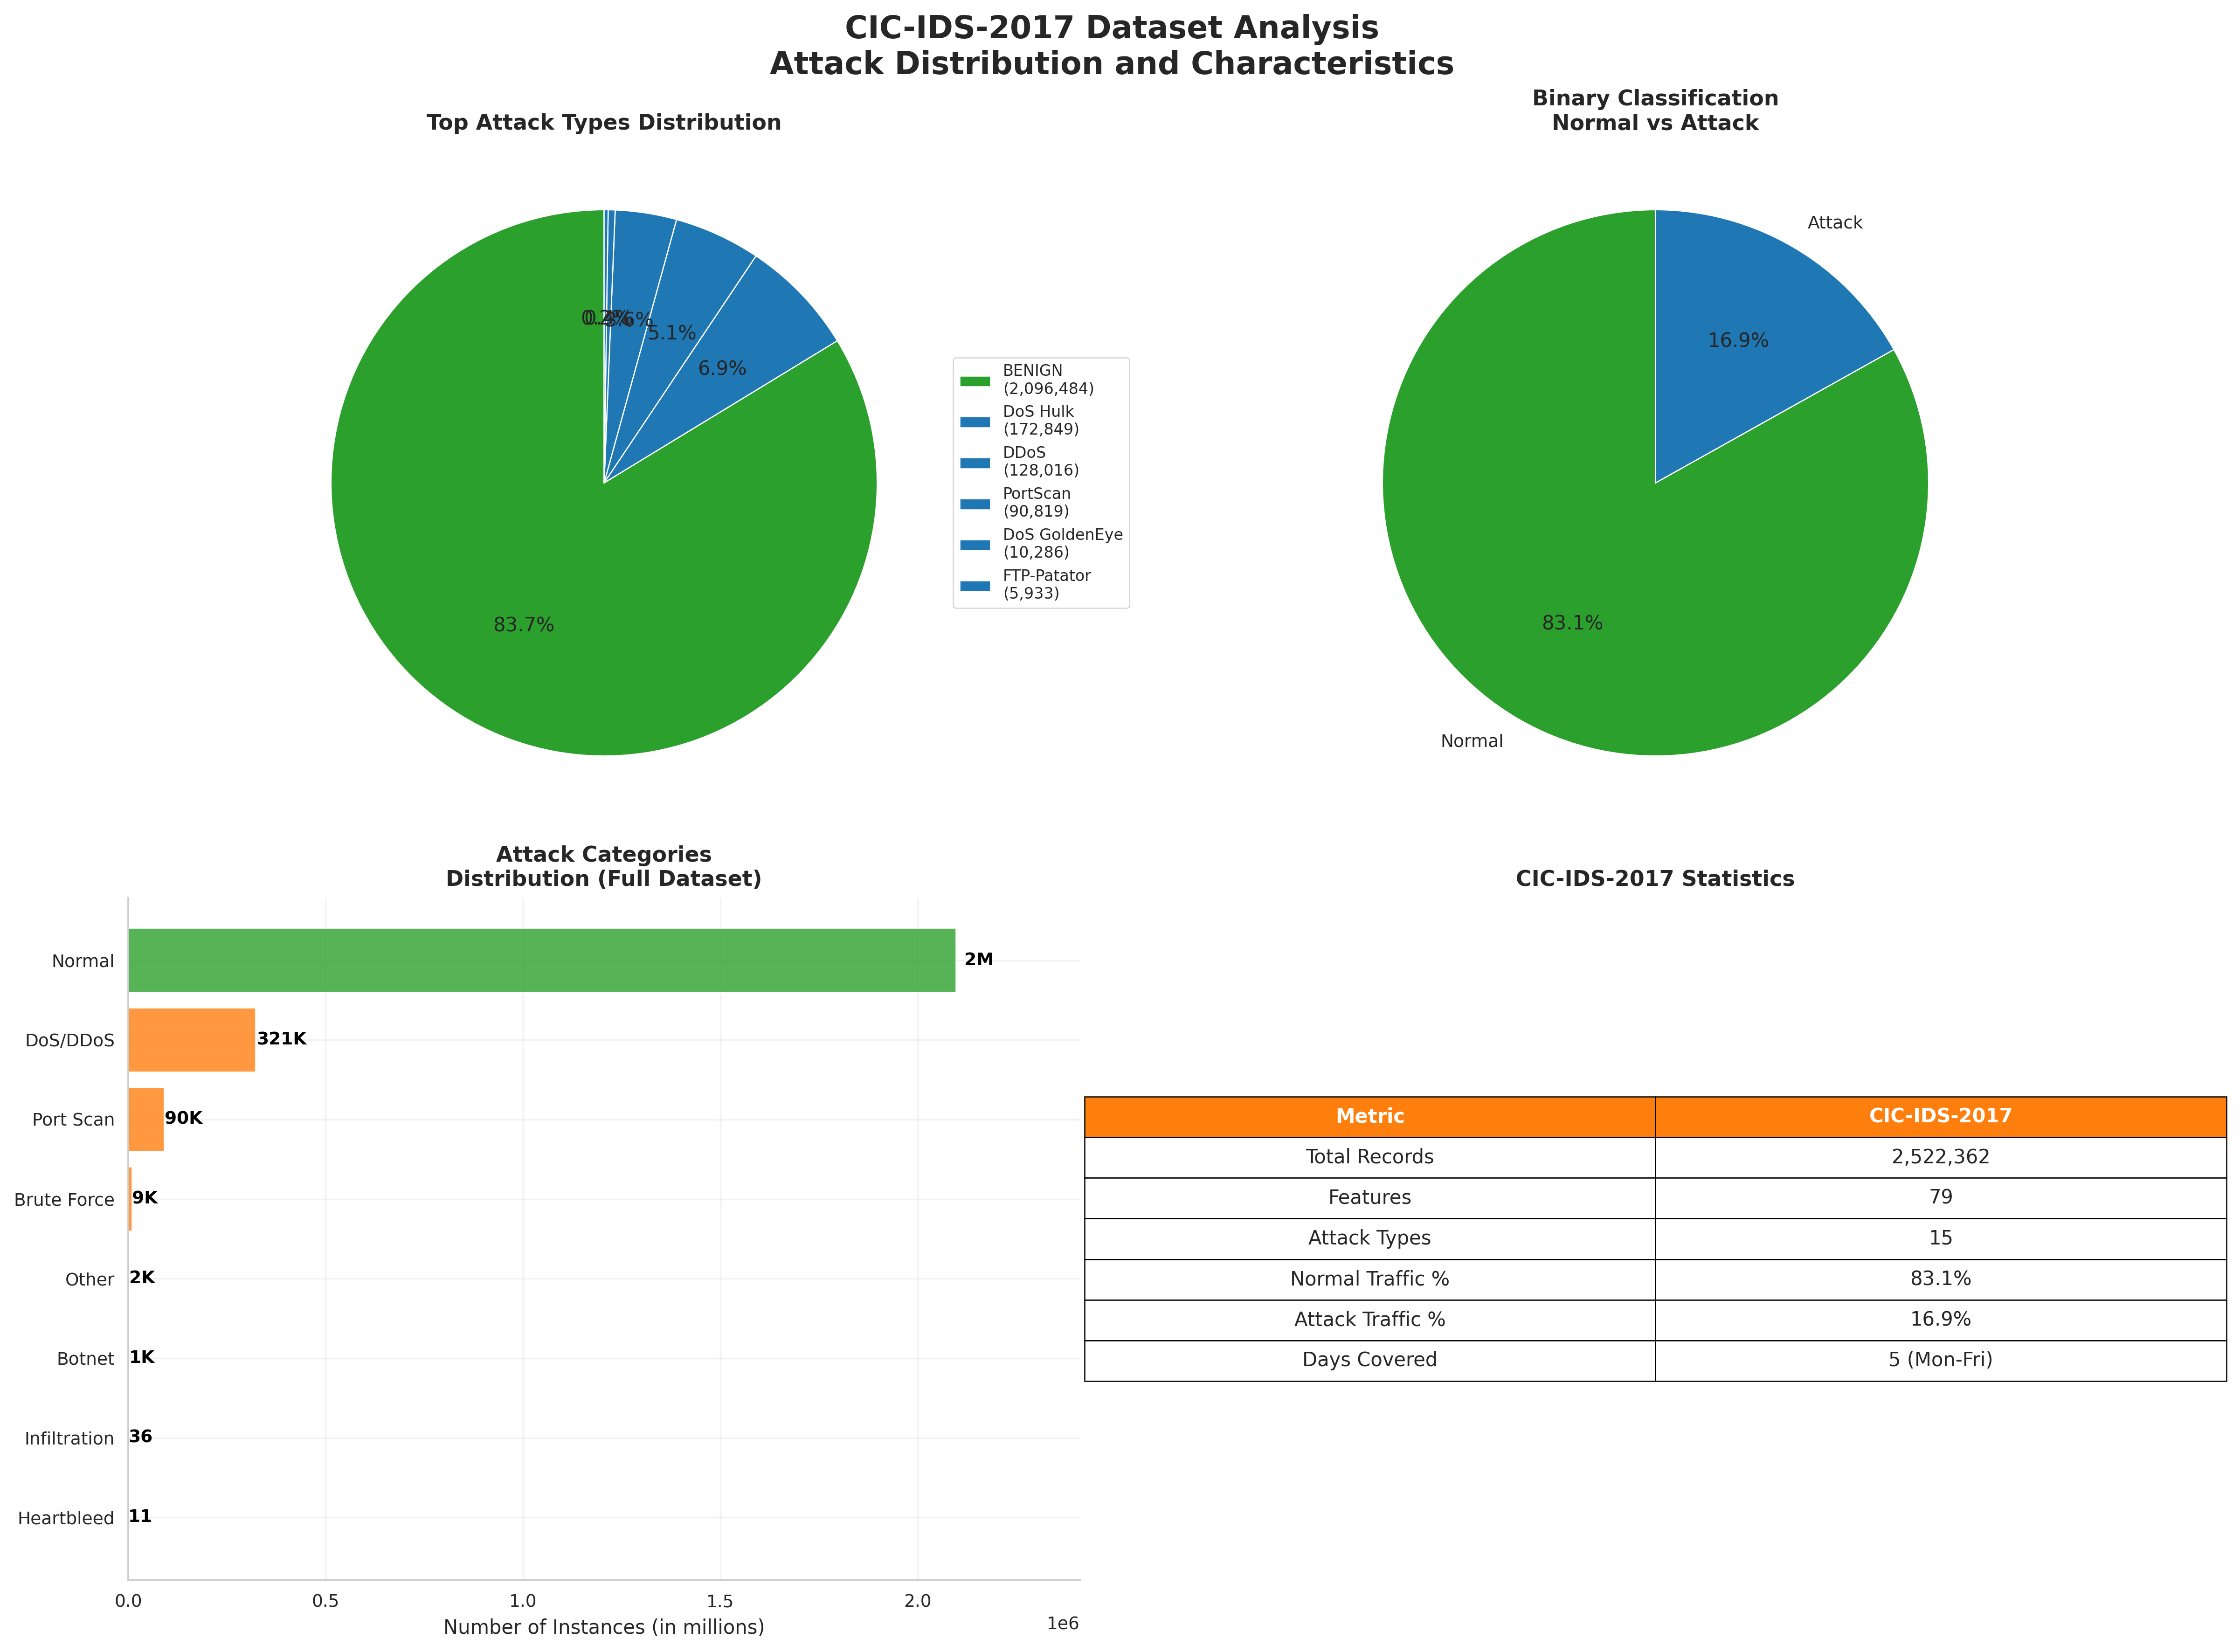 CIC-IDS-2017 Dataset Analysis
Attack Distribution and Characteristics
Top Attack Types Distribution
0.2%
0.4%
3.6%
5.1%
6.9%
83.7%
BENIGN
(2,096,484)
DoS Hulk
(172,849)
DDoS
(128,016)
PortScan
(90,819)
DoS GoldenEye
(10,286)
FTP-Patator
(5,933)
Binary Classification
Normal vs Attack
Attack
16.9%
83.1%
Normal
Attack Categories
Distribution (Full Dataset)
Normal 2M
DoS/DDoS 321K
Port Scan 90K
Brute Force 9K
Other 2K
Botnet 1K
Infiltration 36
Heartbleed 11
0.0 0.5 1.0 1.5 2.0
1e6
Number of Instances (in millions)
CIC-IDS-2017 Statistics
Metric CIC-IDS-2017
Total Records 2,522,362
Features 79
Attack Types 15
Normal Traffic % 83.1%
Attack Traffic % 16.9%
Days Covered 5 (Mon-Fri)